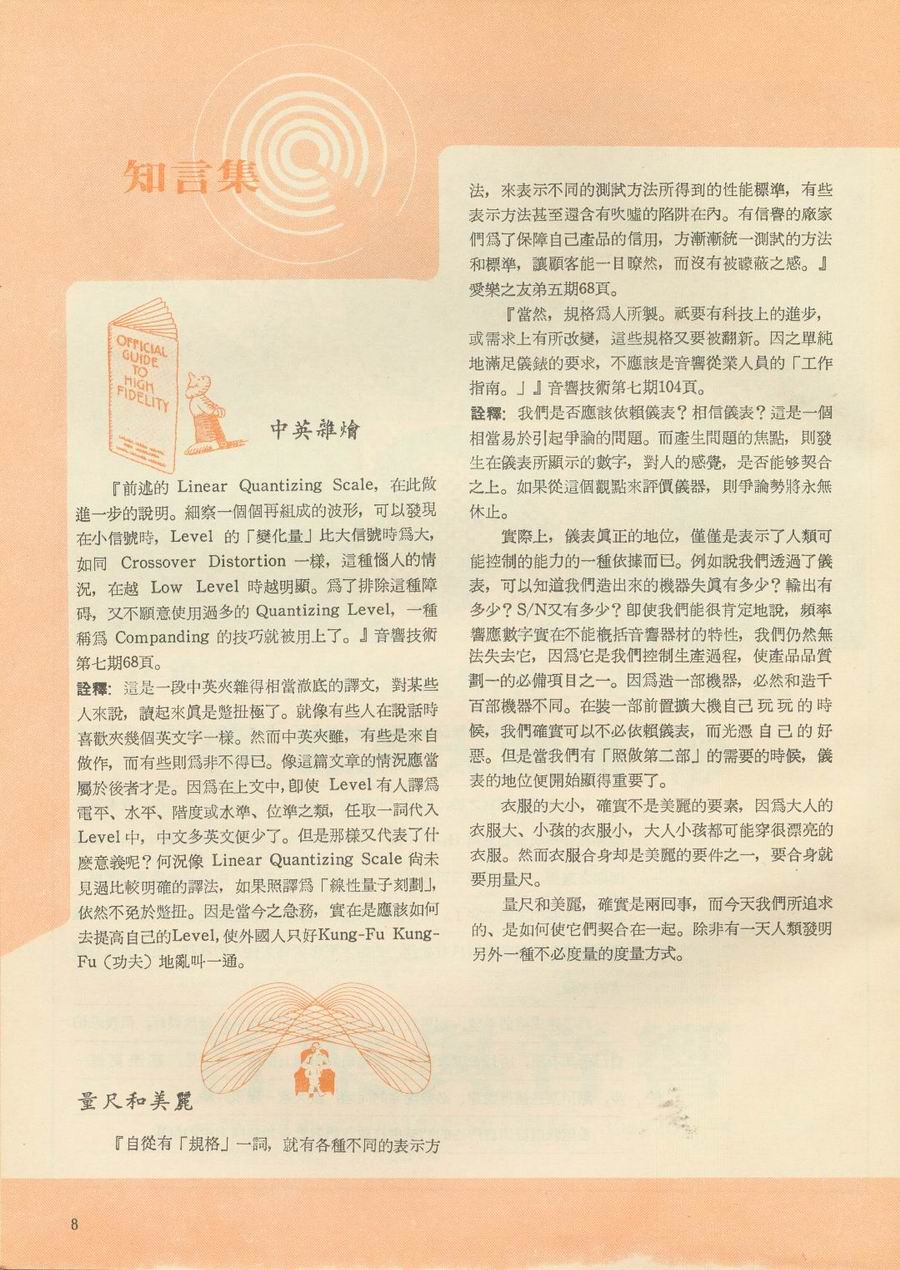 知言集
OFFICIAL
GUIDE
TO
HIGH
FIDELITY
中英雜燴
『前述的 Linear Quantizing Scale，在此做
進一步的說明。細察一個個再組成的波形，可以發現
在小信號時，Level 的「變化量」比大信號時爲大，
如同 Crossover Distortion 一樣，這種惱人的情
況，在越 Low Level 時越明顯。爲了排除這種障
碍，又不願意使用過多的 Quantizing Level，一種
稱爲 Companding 的技巧就被用上了。』音響技術
第七期68頁。
詮釋：這是一段中英夾雜得相當澈底的譯文，對某些
人來說，讀起來眞是蹩扭極了。就像有些人在說話時
喜歡夾幾個英文字一樣。然而中英夾雖，有些是來自
做作，而有些則爲非不得已。像這篇文章的情況應當
屬於後者才是。因爲在上文中，卽使 Level 有人譯爲
電平、水平、階度或水準、位準之類，任取一詞代入
Level 中，中文多英文便少了。但是那樣又代表了什
麼意義呢？何況像 Linear Quantizing Scale 尙未
見過比較明確的譯法，如果照譯爲「線性量子刻劃」，
依然不免於蹩扭。因是當今之急務，實在是應該如何
去提高自己的Level，使外國人只好Kung-Fu Kung-
Fu（功夫）地亂叫一通。
量尺和美麗
『自從有「規格」一詞，就有各種不同的表示方
法，來表示不同的測試方法所得到的性能標準，有些
表示方法甚至還含有吹噓的陷阱在內。有信譽的廠家
們爲了保障自己產品的信用，方漸漸統一測試的方法
和標準，讓顧客能一目瞭然，而沒有被矇蔽之感。』
愛樂之友弟五期68頁。
『當然，規格爲人所製。祇要有科技上的進步，
或需求上有所改變，這些規格又要被翻新。因之單純
地滿足儀錶的要求，不應該是音響從業人員的「工作
指南。」』音響技術第七期104頁。
詮釋：我們是否應該依賴儀表？相信儀表？這是一個
相當易於引起爭論的問題。而產生問題的焦點，則發
生在儀表所顯示的數字，對人的感覺，是否能够契合
之上。如果從這個觀點來評價儀器，則爭論勢將永無
休止。
實際上，儀表眞正的地位，僅僅是表示了人類可
能控制的能力的一種依據而已。例如說我們透過了儀
表，可以知道我們造出來的機器失眞有多少？輸出有
多少？S/N又有多少？卽使我們能很肯定地說，頻率
響應數字實在不能概括音響器材的特性，我們仍然無
法失去它，因爲它是我們控制生產過程，使產品品質
劃一的必備項目之一。因爲造一部機器，必然和造千
百部機器不同。在裝一部前置擴大機自己玩玩的時
候，我們確實可以不必依賴儀表，而光憑自己的好
惡。但是當我們有「照做第二部」的需要的時候，儀
表的地位便開始顯得重要了。
衣服的大小，確實不是美麗的要素，因爲大人的
衣服大、小孩的衣服小，大人小孩都可能穿很漂亮的
衣服。然而衣服合身却是美麗的要件之一，要合身就
要用量尺。
量尺和美麗，確實是兩囘事，而今天我們所追求
的、是如何使它們契合在一起。除非有一天人類發明
另外一種不必度量的度量方式。
8